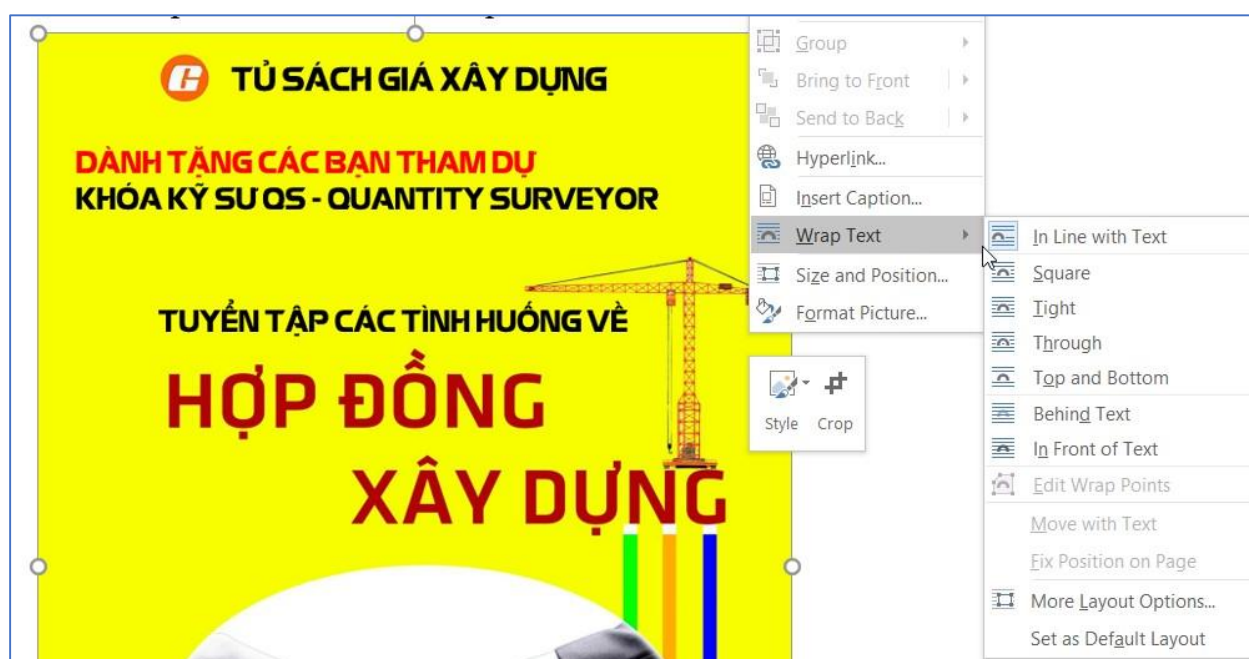 TỦ SÁCH GIÁ XÂY DỰNG
DÀNH TẶNG CÁC BẠN THAM DỰ
KHÓA KỸ SƯ QS - QUANTITY SURVEYOR
TUYỂN TẬP CÁC TÌNH HUỐNG VỀ
HỢP ĐỒNG
XÂY DỰNG
Group
Bring to Front
Send to Back
Hyperlink...
Insert Caption...
Wrap Text
Size and Position...
Format Picture...
Style Crop
In Line with Text
Square
Tight
Through
Top and Bottom
Behind Text
In Front of Text
Edit Wrap Points
Move with Text
Fix Position on Page
More Layout Options...
Set as Default Layout